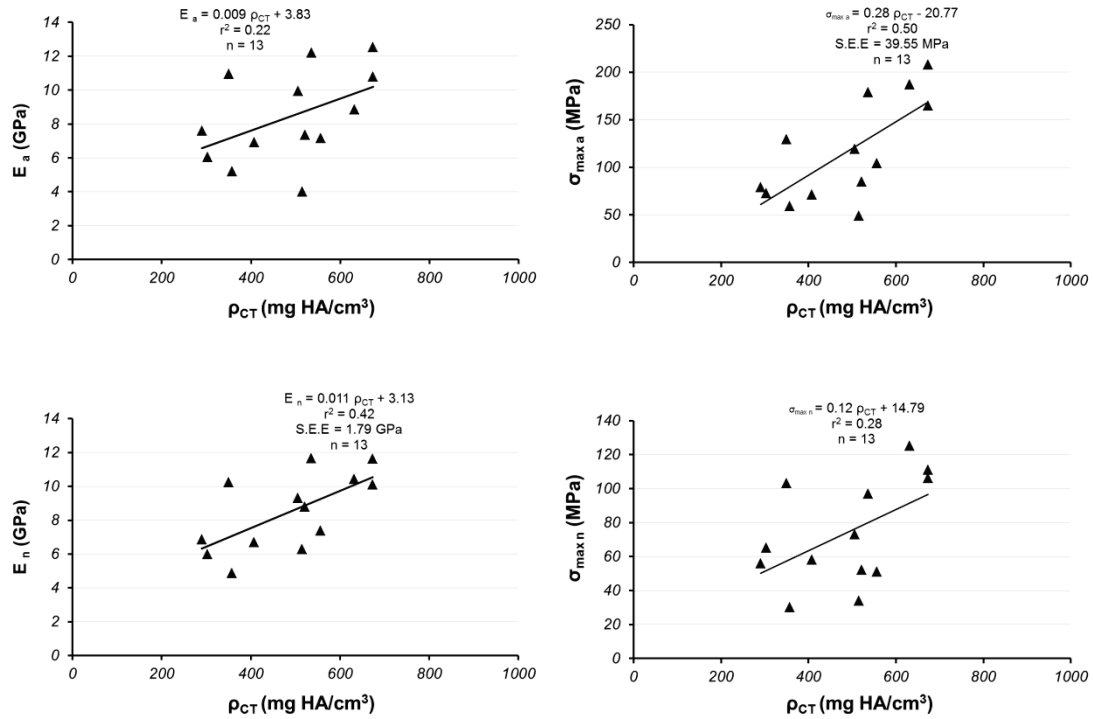 E a = 0.009 ρCT + 3.83
r² = 0.22
n = 13
14
12
10
8
6
4
2
0
E a (GPa)
0 200 400 600 800 1000
ρCT (mg HA/cm³)
σmax a = 0.28 ρCT - 20.77
r² = 0.50
S.E.E = 39.55 MPa
n = 13
250
200
150
100
50
0
σmax a (MPa)
0 200 400 600 800 1000
ρCT (mg HA/cm³)
E n = 0.011 ρCT + 3.13
r² = 0.42
S.E.E = 1.79 GPa
n = 13
14
12
10
8
6
4
2
0
E n (GPa)
0 200 400 600 800 1000
ρCT (mg HA/cm³)
σmax n = 0.12 ρCT + 14.79
r² = 0.28
n = 13
140
120
100
80
60
40
20
0
σmax n (MPa)
0 200 400 600 800 1000
ρCT (mg HA/cm³)